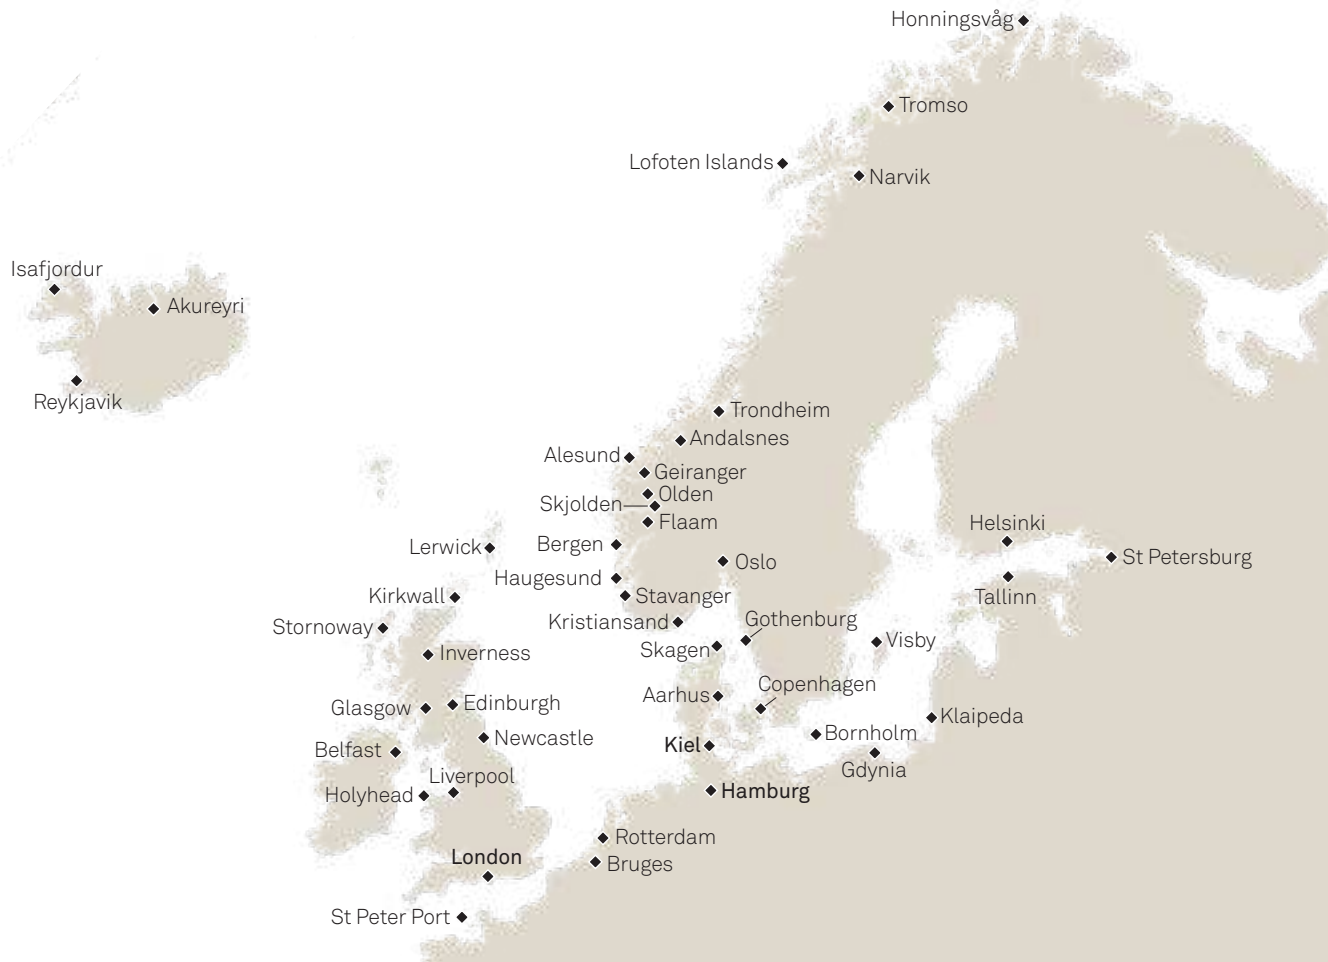 Honningsvåg
Tromso
Lofoten Islands
Narvik
Isafjordur
Akureyri
Reykjavik
Trondheim
Andalsnes
Alesund
Geiranger
Olden
Skjolden
Flaam
Helsinki
Bergen
Lerwick
St Petersburg
Oslo
Haugesund
Stavanger
Kirkwall
Tallinn
Kristiansand
Gothenburg
Stornoway
Visby
Skagen
Inverness
Copenhagen
Aarhus
Edinburgh
Glasgow
Klaipeda
Bornholm
Newcastle
Kiel
Belfast
Gdynia
Liverpool
Holyhead
Hamburg
Rotterdam
London
Bruges
St Peter Port